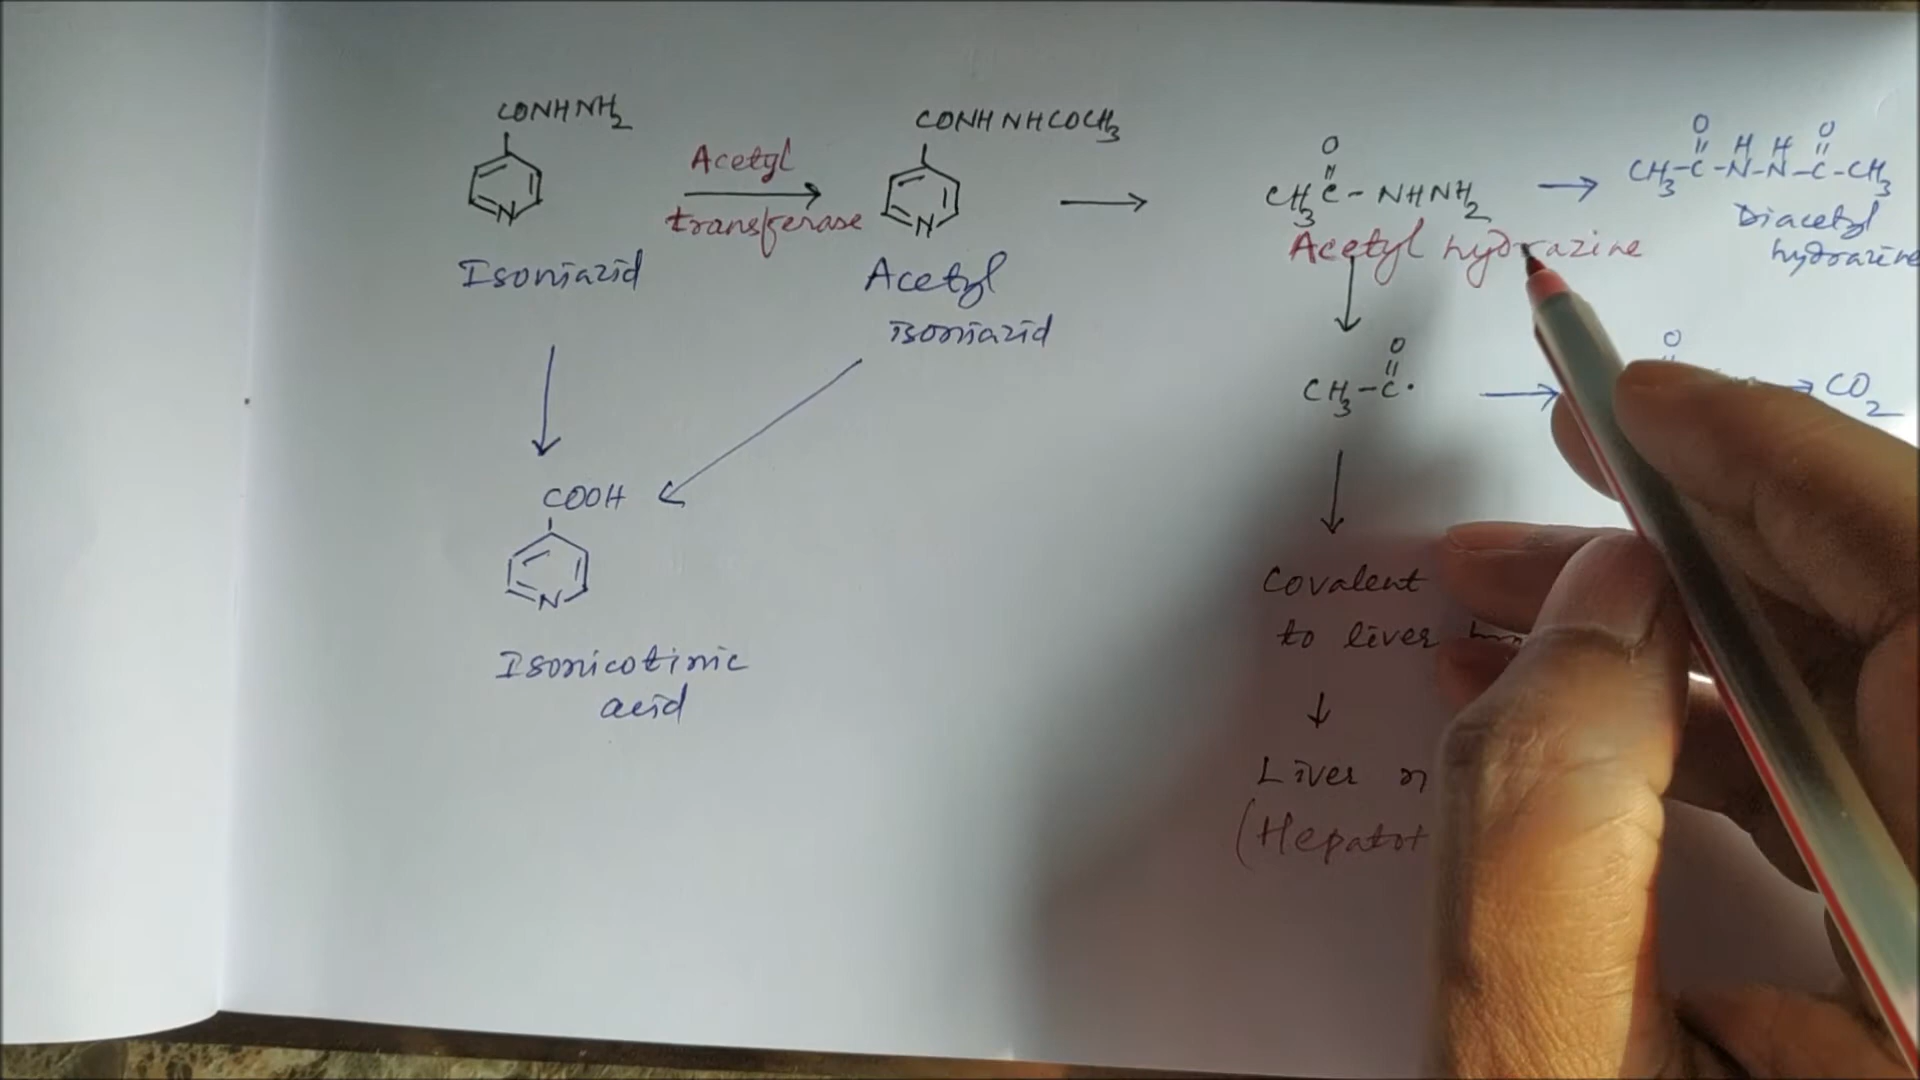 CONHNH2
N
Isoniazid
Acetyl
transferase
CONHNHCOCH3
N
Acetyl
isoniazid
O
CH3C-NHNH2
Acetyl hydrazine
O H H O
CH3-C-N-N-C-CH3
Diacetyl
hydrazine
O
CH3-C·
O
CO2
COOH
N
Isonicotinic
acid
Covalent
to liver
Liver
(Hepatot